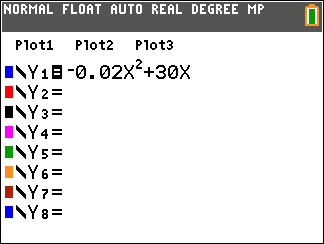 NORMAL FLOAT AUTO REAL DEGREE MP
Plot1 Plot2 Plot3
\Y₁=-0.02X²+30X
\Y₂=
\Y₃=
\Y₄=
\Y₅=
\Y₆=
\Y₇=
\Y₈=